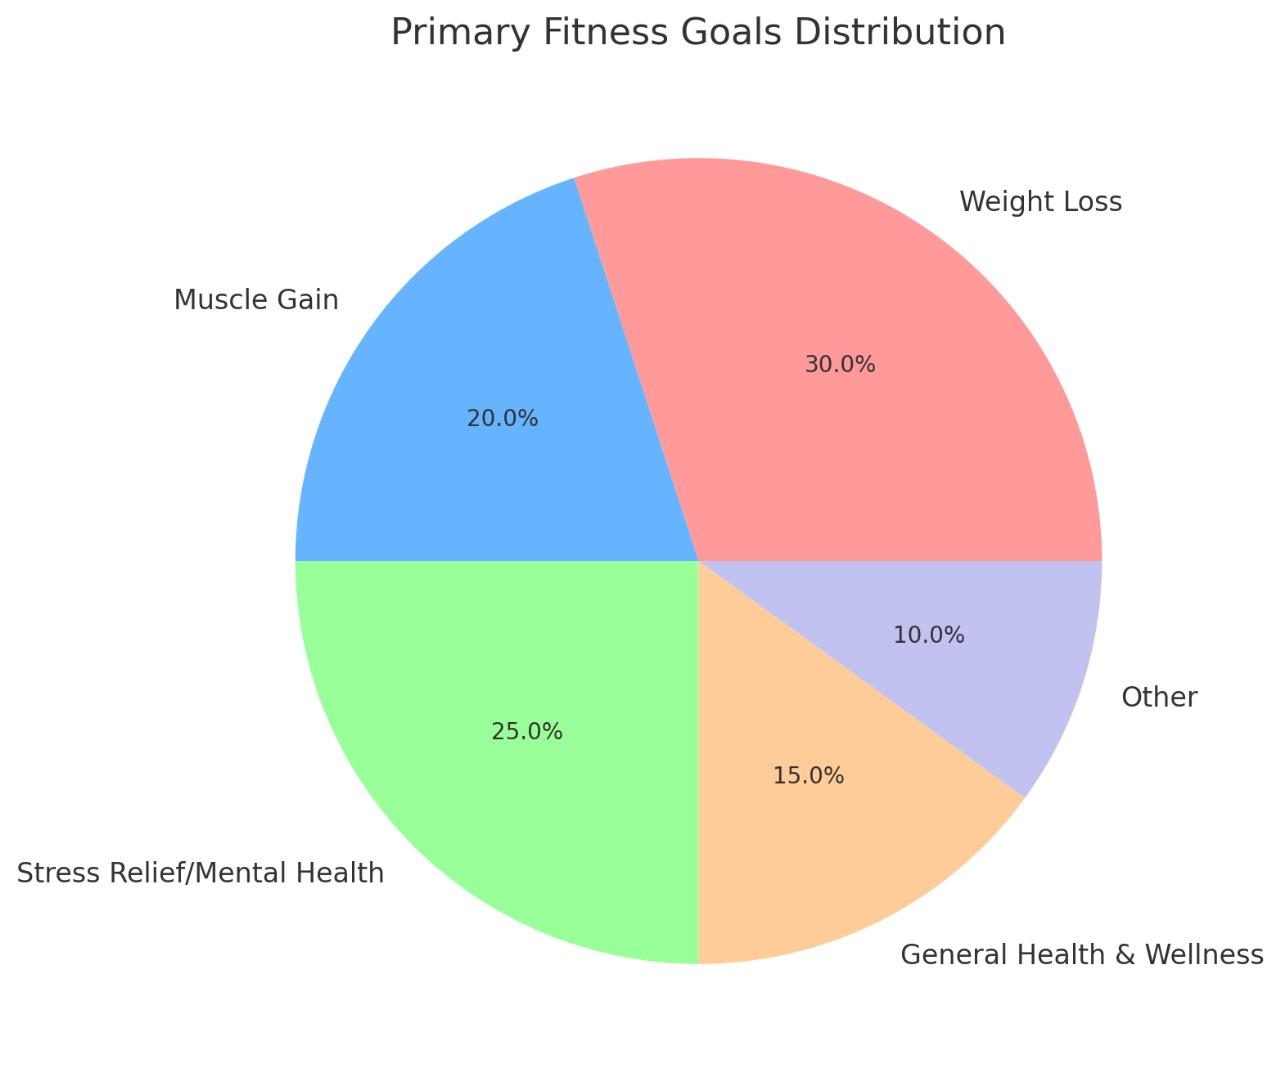 Primary Fitness Goals Distribution
Weight Loss
30.0%
Muscle Gain
20.0%
Stress Relief/Mental Health
25.0%
General Health & Wellness
15.0%
Other
10.0%